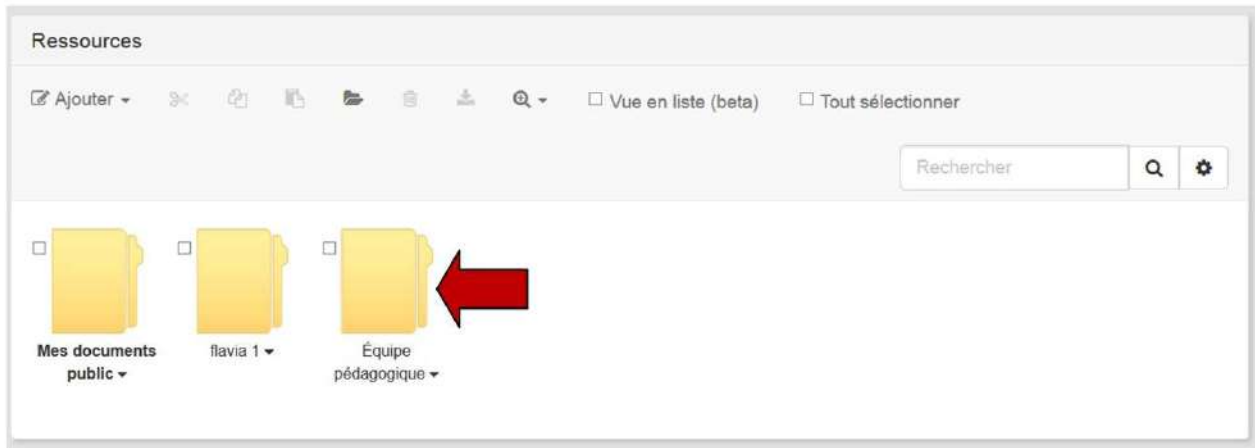 Ressources
Ajouter
Vue en liste (beta)
Tout sélectionner
Rechercher
Mes documents
public
flavia 1
Équipe
pédagogique